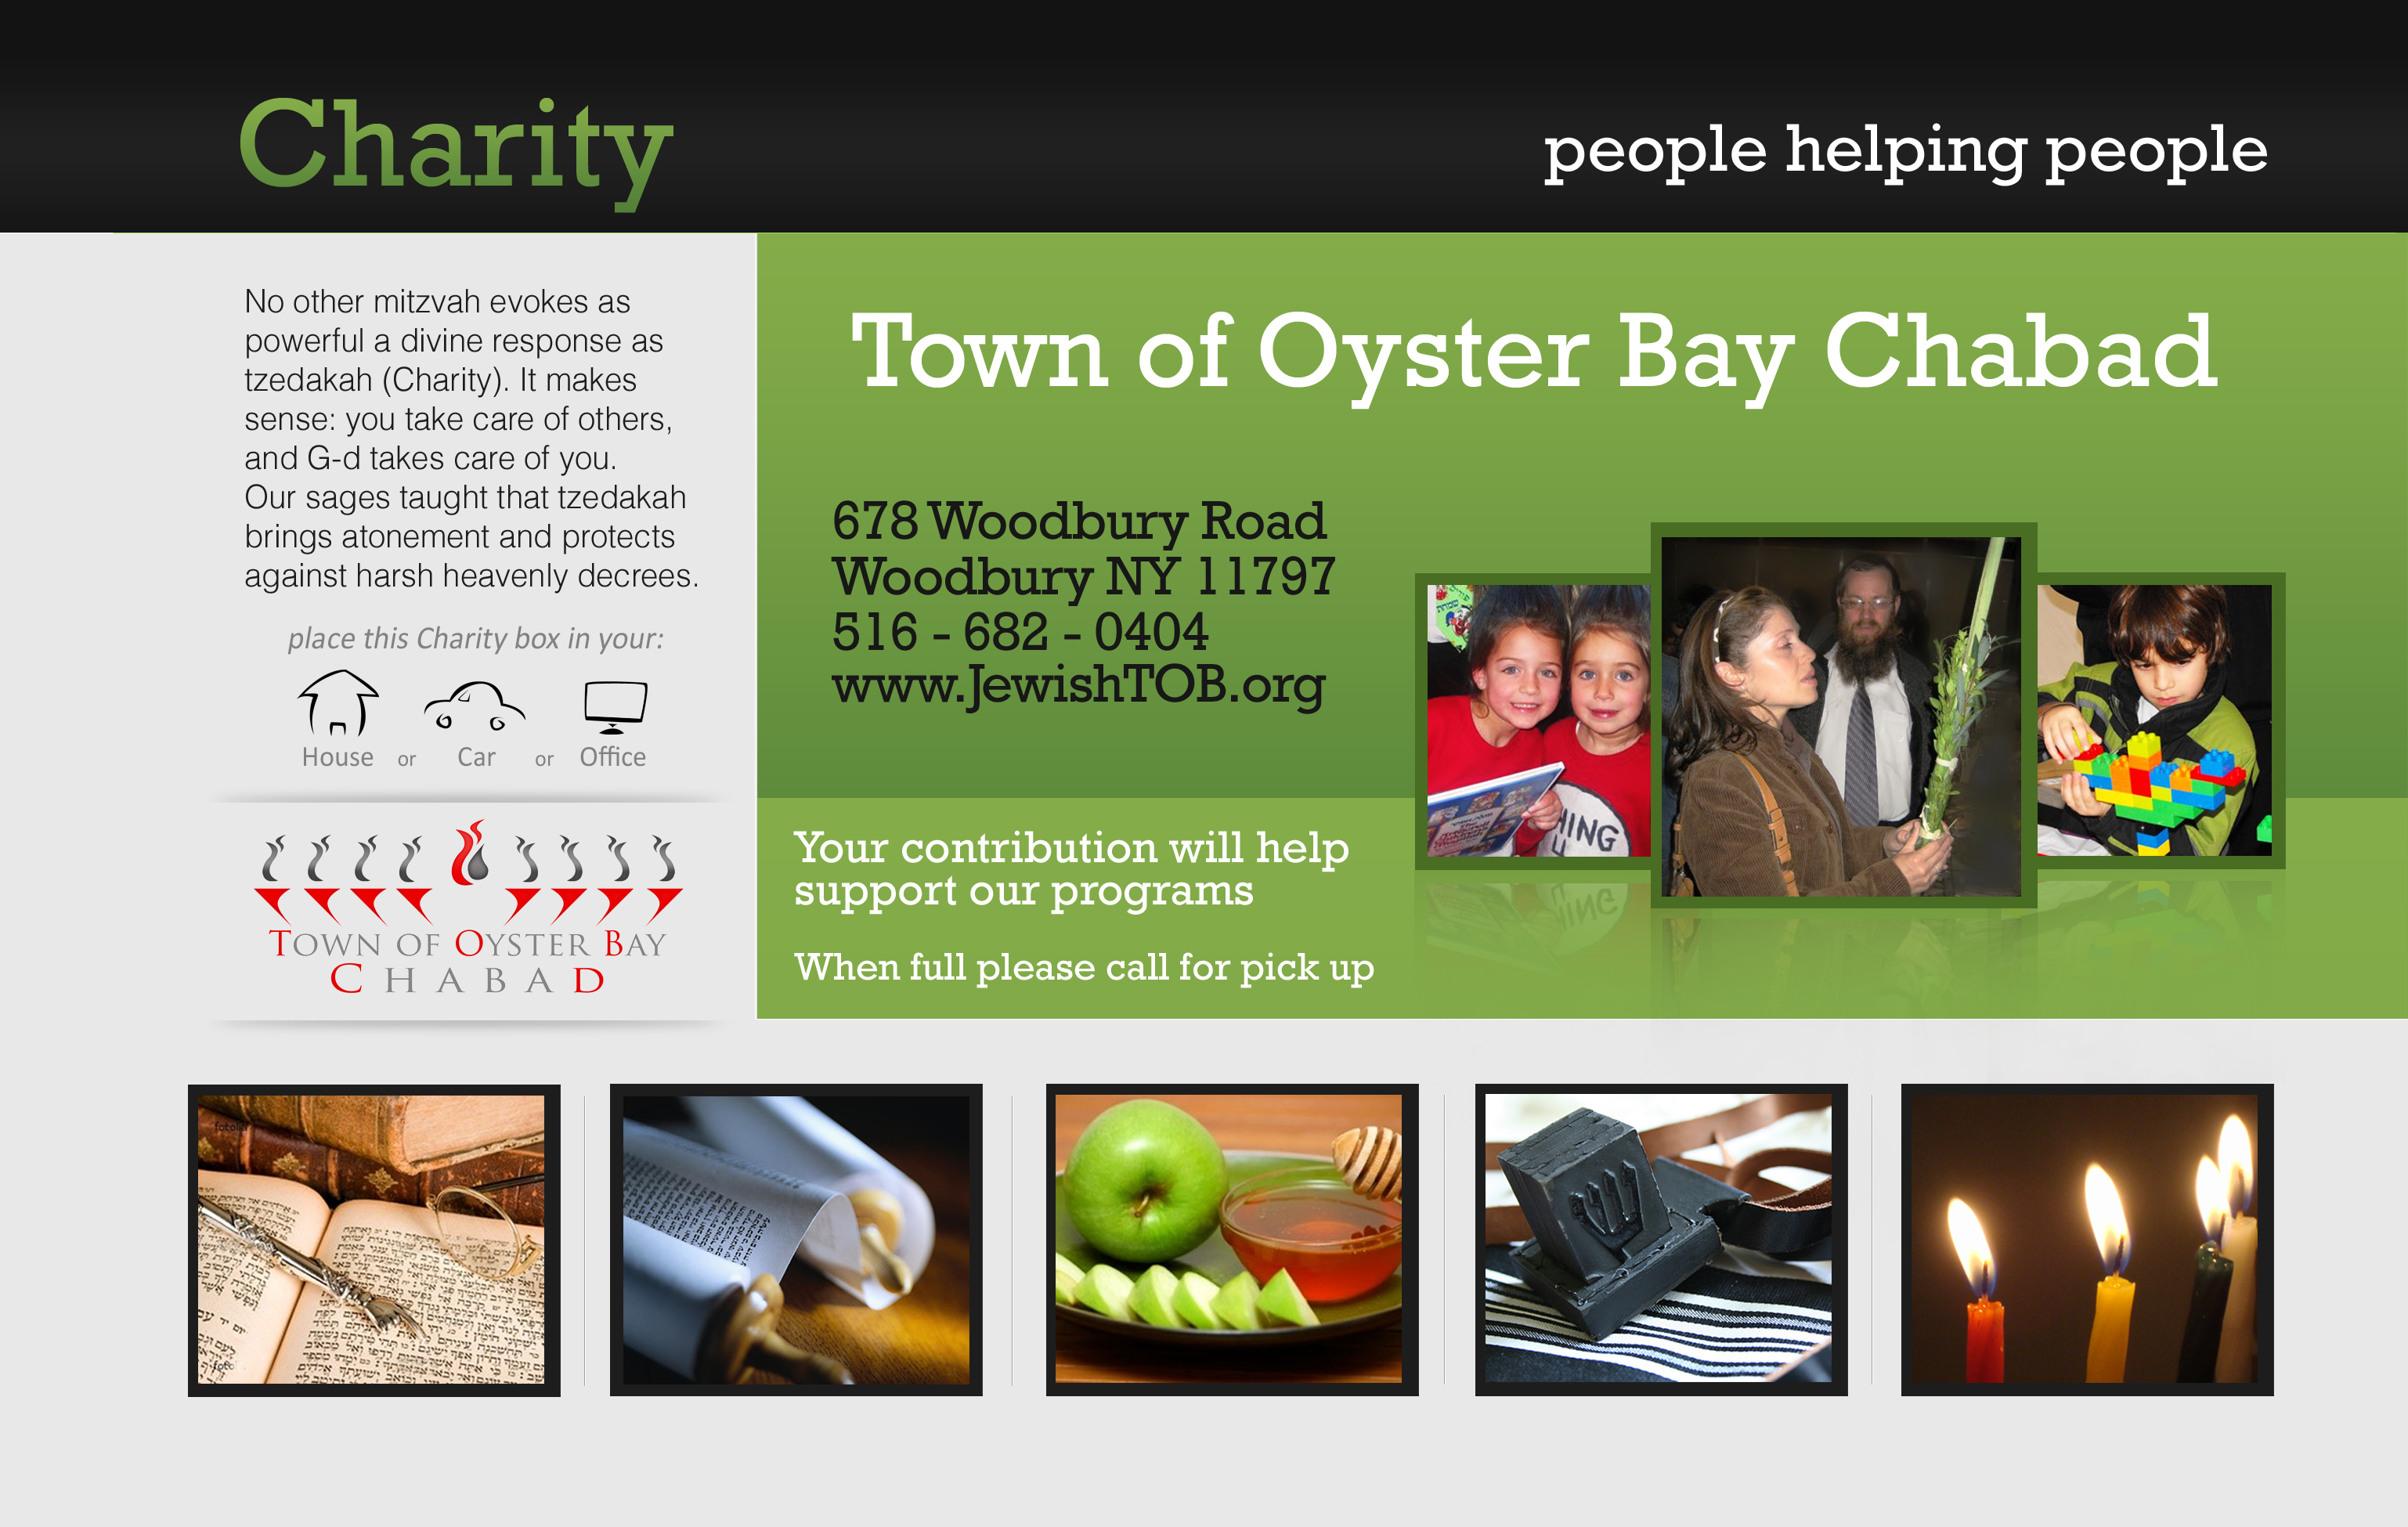 Charity
people helping people
No other mitzvah evokes as
powerful a divine response as
tzedakah (Charity). It makes
sense: you take care of others,
and G-d takes care of you.
Our sages taught that tzedakah
brings atonement and protects
against harsh heavenly decrees.
place this Charity box in your:
House or Car or Office
TOWN OF OYSTER BAY
CHABAD
Town of Oyster Bay Chabad
678 Woodbury Road
Woodbury NY 11797
516 - 682 - 0404
www.JewishTOB.org
Your contribution will help
support our programs
When full please call for pick up